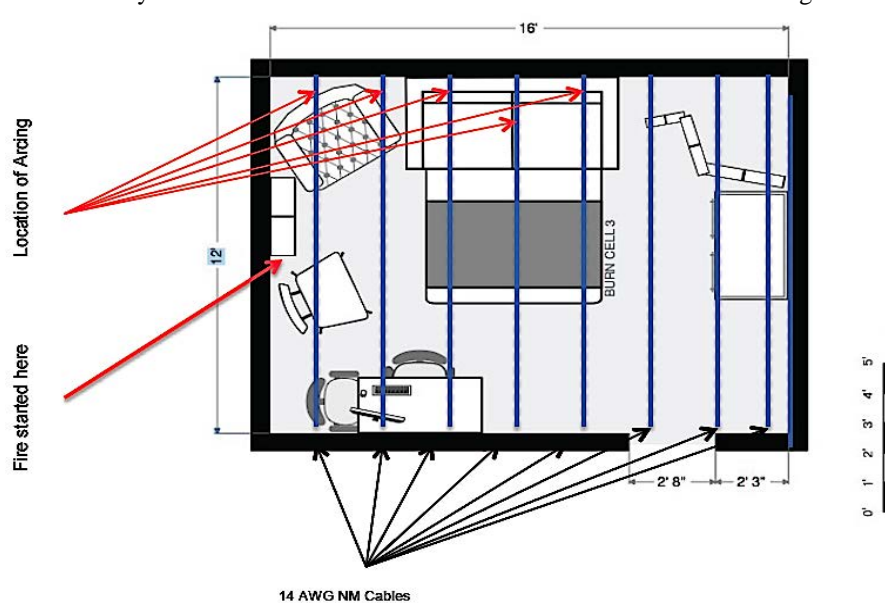 16'
Location of Arcing
12'
BURN CELL 3
Fire started here
5'
4'
3'
2'
1'
0'
2' 8"
2' 3"
14 AWG NM Cables